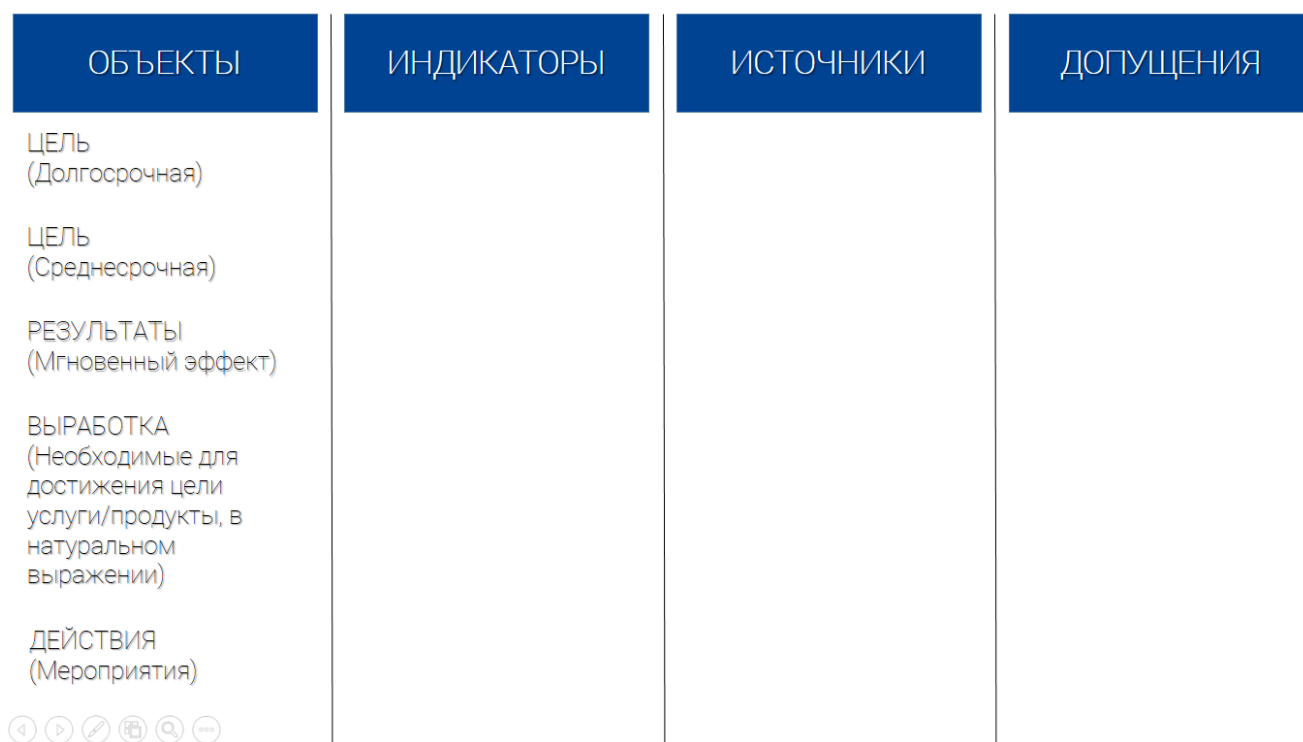 ОБЪЕКТЫ
ИНДИКАТОРЫ
ИСТОЧНИКИ
ДОПУЩЕНИЯ
ЦЕЛЬ
(Долгосрочная)
ЦЕЛЬ
(Среднесрочная)
РЕЗУЛЬТАТЫ
(Мгновенный эффект)
ВЫРАБОТКА
(Необходимые для
достижения цели
услуги/продукты, в
натуральном
выражении)
ДЕЙСТВИЯ
(Мероприятия)